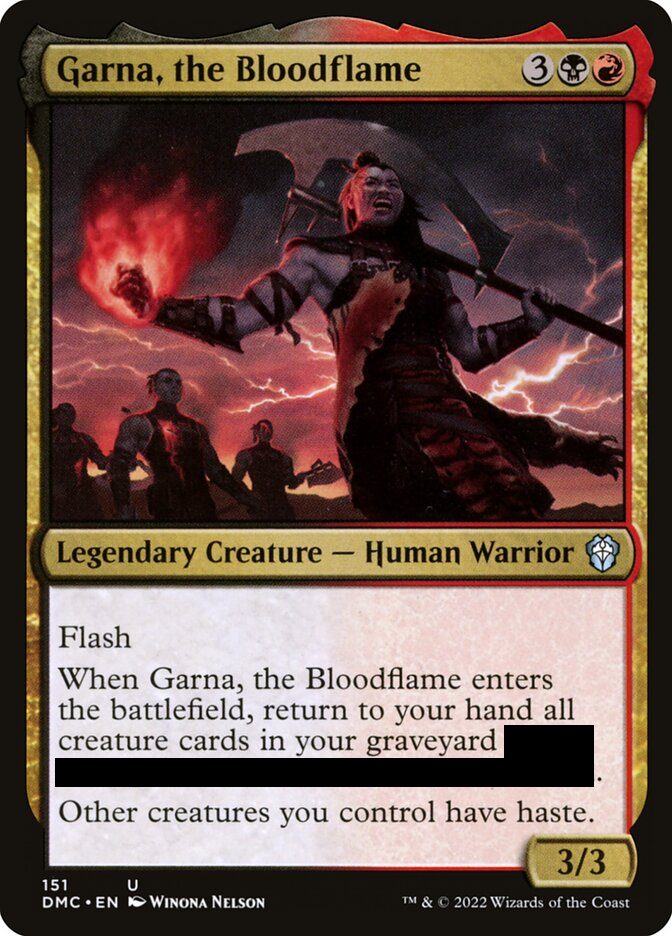 Garna, the Bloodflame
3
Legendary Creature — Human Warrior
Flash
When Garna, the Bloodflame enters
the battlefield, return to your hand all
creature cards in your graveyard
.
Other creatures you control have haste.
3/3
151 U
DMC • EN Winona Nelson
™ & © 2022 Wizards of the Coast